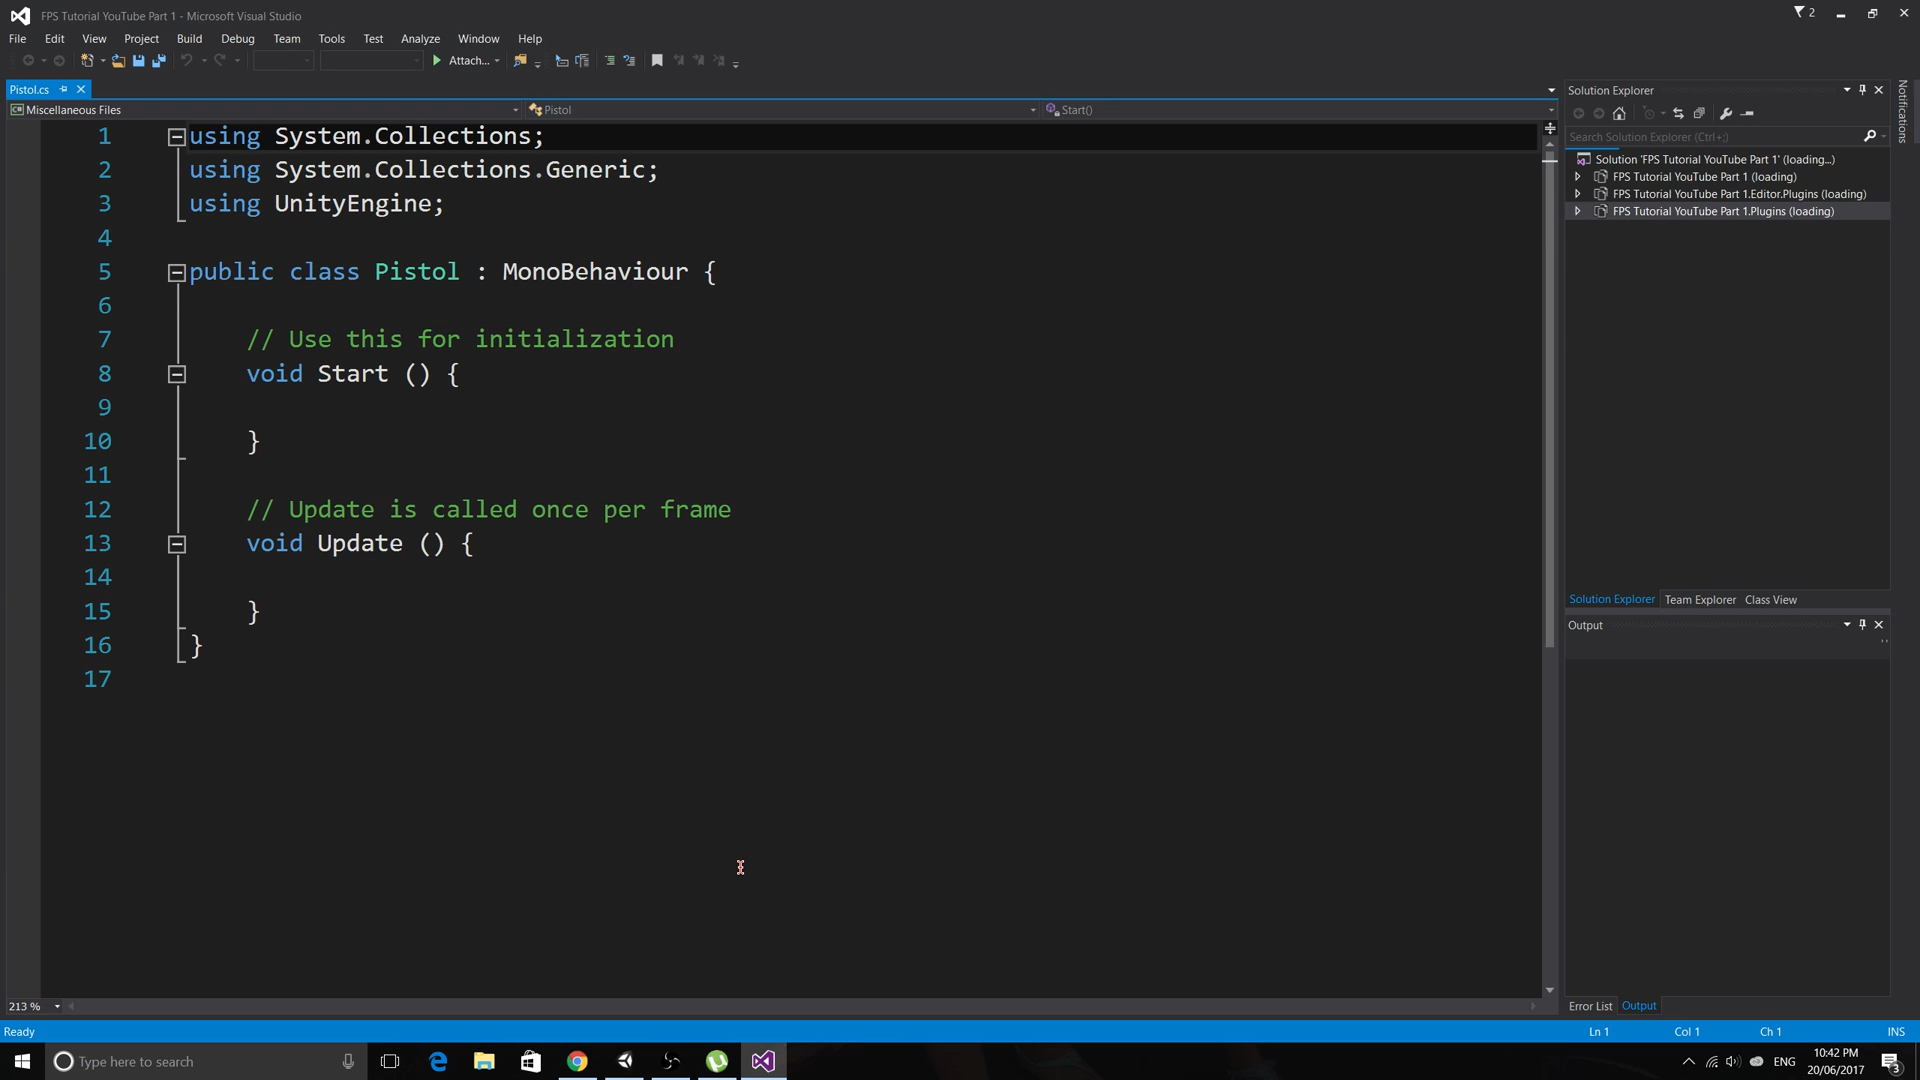 FPS Tutorial YouTube Part 1 - Microsoft Visual Studio
2
File Edit View Project Build Debug Team Tools Test Analyze Window Help
Attach...
Pistol.cs
Miscellaneous Files Pistol Start()
1 using System.Collections;
2 using System.Collections.Generic;
3 using UnityEngine;
4
5 public class Pistol : MonoBehaviour {
6
7 // Use this for initialization
8 void Start () {
9
10 }
11
12 // Update is called once per frame
13 void Update () {
14
15 }
16 }
17
213 %
Solution Explorer
Search Solution Explorer (Ctrl+;)
Solution 'FPS Tutorial YouTube Part 1' (loading...)
FPS Tutorial YouTube Part 1 (loading)
FPS Tutorial YouTube Part 1.Editor.Plugins (loading)
FPS Tutorial YouTube Part 1.Plugins (loading)
Solution Explorer Team Explorer Class View
Output
Error List Output
Notifications
Ready Ln 1 Col 1 Ch 1 INS
Type here to search
ENG
10:42 PM
20/06/2017
3